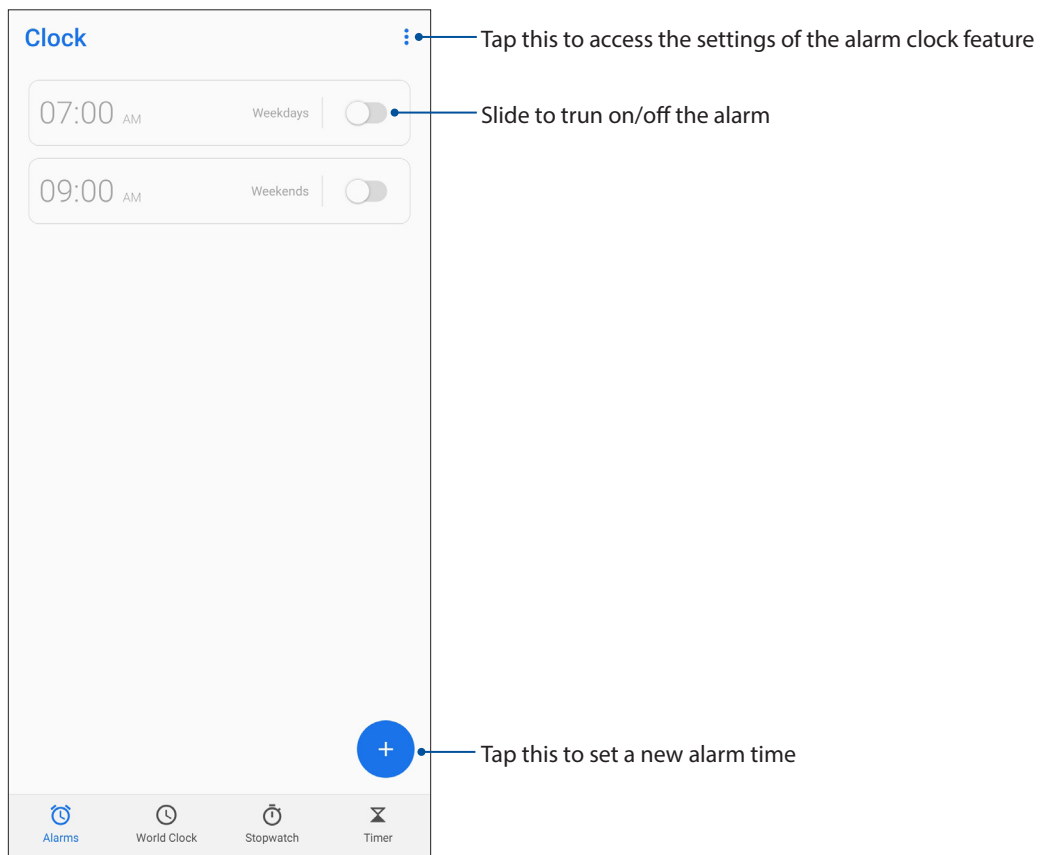 Clock
Tap this to access the settings of the alarm clock feature
07:00 AM Weekdays
Slide to trun on/off the alarm
09:00 AM Weekends
+
Tap this to set a new alarm time
Alarms World Clock Stopwatch Timer